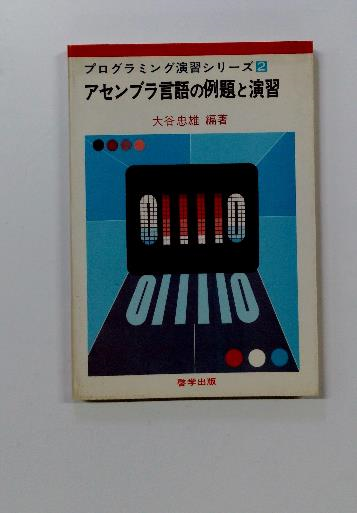 プログラミング演習シリーズ2
アセンブラ言語の例題と演習
大谷忠雄 編著
011110
011110
啓学出版